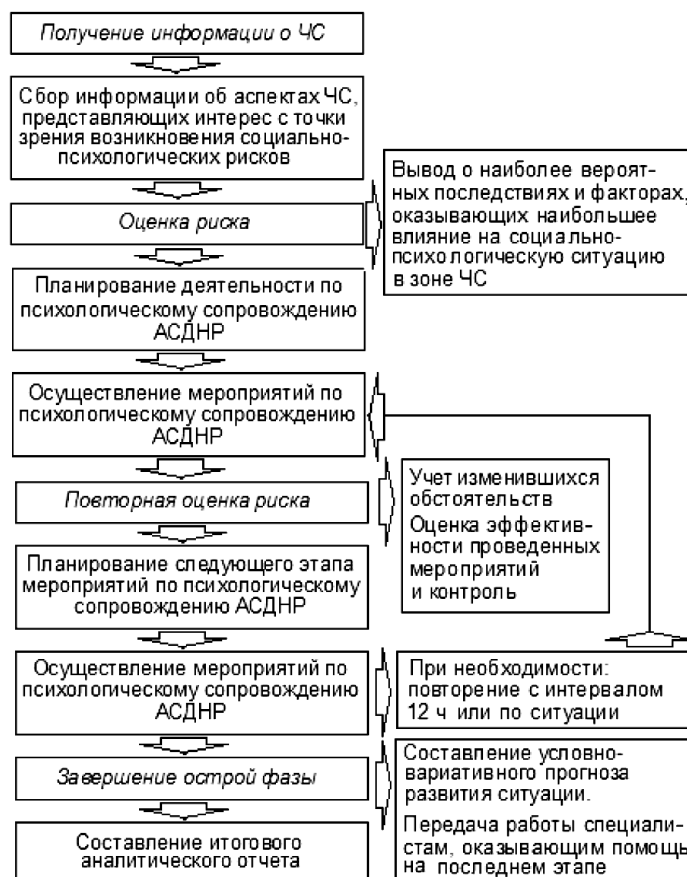 Получение информации о ЧС
Сбор информации об аспектах ЧС,
представляющих интерес с точки
зрения возникновения социально-
психологических рисков
Оценка риска
Вывод о наиболее вероят-
ных последствиях и факторах,
оказывающих наибольшее
влияние на социально-
психологическую ситуацию
в зоне ЧС
Планирование деятельности по
психологическому сопровождению
АСДНР
Осуществление мероприятий по
психологическому сопровождению
АСДНР
Повторная оценка риска
Учет изменившихся
обстоятельств
Оценка эффектив-
ности проведенных
мероприятий
и контроль
Планирование следующего этапа
мероприятий по психологическому
сопровождению АСДНР
Осуществление мероприятий по
психологическому сопровождению
АСДНР
При необходимости:
повторение с интервалом
12 ч или по ситуации
Завершение острой фазы
Составление условно-
вариативного прогноза
развития ситуации.
Передача работы специали-
стам, оказывающим помощь
на последнем этапе
Составление итогового
аналитического отчета